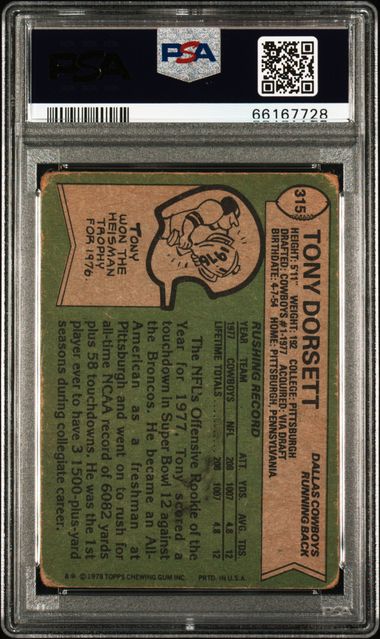 PSA
PSA
66167728
315
TONY DORSETT
DALLAS COWBOYS
RUNNING BACK
HEIGHT: 5'11" WEIGHT: 192 COLLEGE: PITTSBURGH
DRAFTED: COWBOYS #1-1977 ACQUIRED: VIA DRAFT
BIRTHDATE: 4-7-54 HOME: PITTSBURGH, PENNSYLVANIA
RUSHING RECORD
YEAR TEAM ATT. YDS. AVG. TDS.
1977 COWBOYS NFL 208 1007 4.8 12
LIFETIME TOTALS 208 1007 4.8 12
TONY
WON THE
HEISMAN
TROPHY
FOR 1976.
The NFL's Offensive Rookie of the
Year for 1977, Tony scored a
touchdown in Super Bowl 12 against
the Broncos. He became an All-
American as a freshman at
Pittsburgh and went on to rush for
all-time NCAA record of 6082 yards
plus 58 touchdowns. He was the 1st
player ever to have 3 1500-plus-yard
seasons during collegiate career.
** © 1978 TOPPS CHEWING GUM INC. PRTD. IN U.S.A.